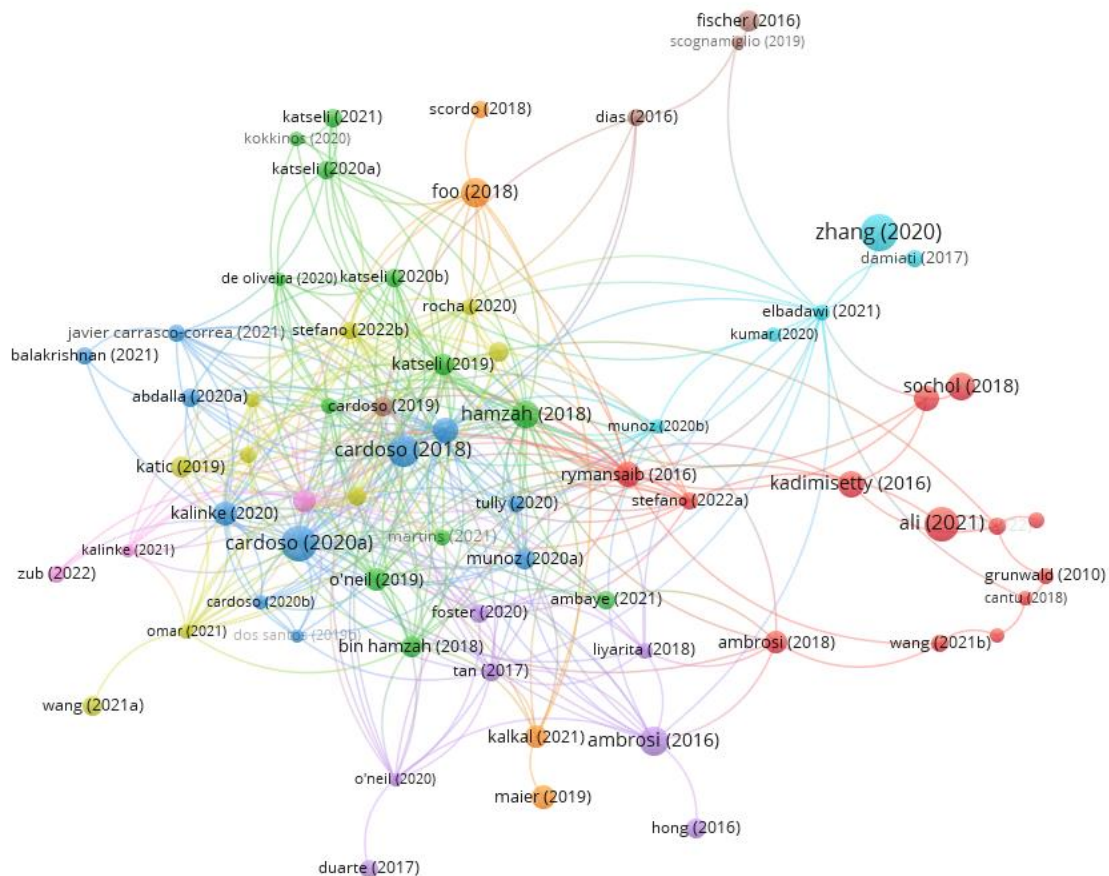 fischer (2016)
scognamiglio (2019)
scordo (2018)
katseli (2021)
dias (2016)
kokkinos (2020)
katseli (2020a)
foo (2018)
zhang (2020)
damiati (2017)
de oliveira (2020)
katseli (2020b)
rocha (2020)
elbadawi (2021)
javier carrasco-correa (2021)
stefano (2022b)
kumar (2020)
balakrishnan (2021)
katseli (2019)
sochol (2018)
abdalla (2020a)
cardoso (2019)
hamzah (2018)
munoz (2020b)
cardoso (2018)
katic (2019)
rymansaib (2016)
kadimisetty (2016)
stefano (2022a)
tully (2020)
kalinke (2020)
ali (2021)
cardoso (2020a)
martins (2021)
kalinke (2021)
munoz (2020a)
zub (2022)
o'neil (2019)
grunwald (2010)
cardoso (2020b)
ambaye (2021)
cantu (2018)
foster (2020)
omar (2021)
dos santos (2019b)
bin hamzah (2018)
liyarita (2018)
ambrosi (2018)
wang (2021b)
tan (2017)
wang (2021a)
kalkal (2021)
ambrosi (2016)
o'neil (2020)
maier (2019)
hong (2016)
duarte (2017)